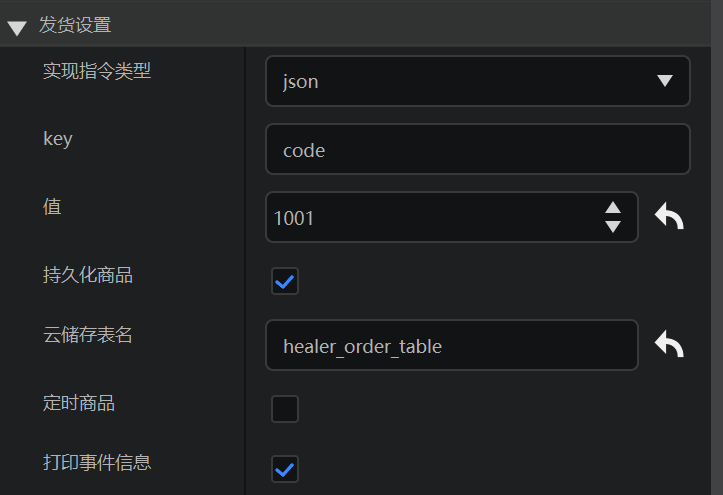 发货设置
实现指令类型
json
key
code
值
1001
持久化商品
云储存表名
healer_order_table
定时商品
打印事件信息